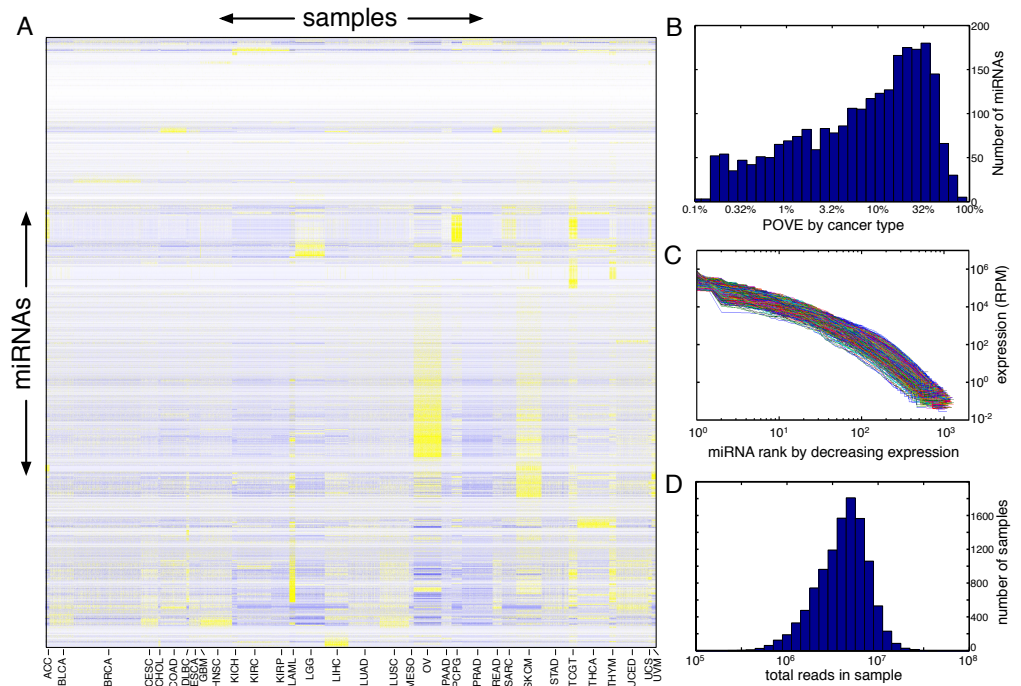 A
samples
miRNAs
ACC
BLCA
BRCA
CESC
CHOL
COAD
DLBC
ESCA
GBM
HNSC
KICH
KIRC
KIRP
LAML
LGG
LIHC
LUAD
LUSC
MESO
OV
PAAD
PCPG
PRAD
READ
SARC
SKCM
STAD
TCGT
THCA
THYM
UCED
UCS
UVM
B
200
150
100
50
0
Number of miRNAs
0.1% 0.32% 1% 3.2% 10% 32% 100%
POVE by cancer type
C
10^6
10^4
10^2
10^0
10^-2
expression (RPM)
10^0 10^1 10^2 10^3
miRNA rank by decreasing expression
D
1600
1200
800
400
0
number of samples
10^5 10^6 10^7 10^8
total reads in sample